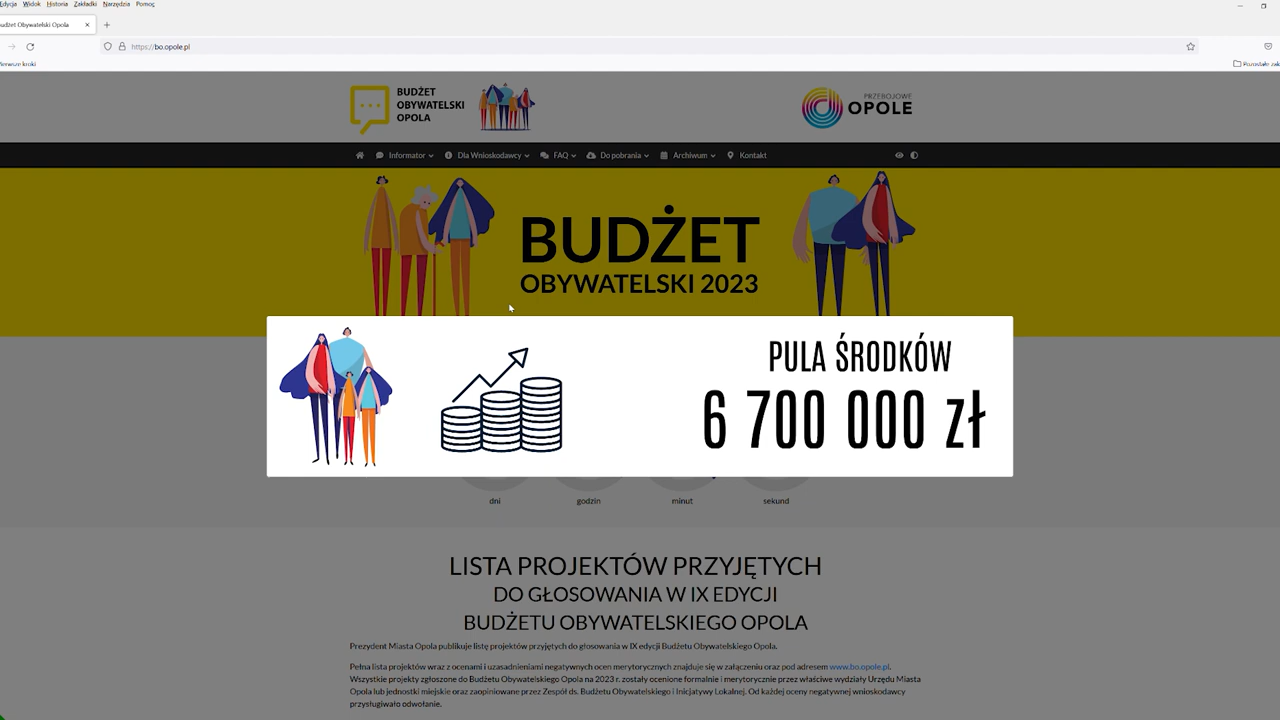 Edycja Widok Historia Zakładki Narzędzia Pomoc
Budżet Obywatelski Opola
https://bo.opole.pl
Pierwsze kroki
BUDŻET
OBYWATELSKI
OPOLA
PRZEBOJOWE
OPOLE
Informator Dla Wnioskodawcy FAQ Do pobrania Archiwum Kontakt
BUDŻET
OBYWATELSKI 2023
PULA ŚRODKÓW
6 700 000 zł
dni godzin minut sekund
LISTA PROJEKTÓW PRZYJĘTYCH
DO GŁOSOWANIA W IX EDYCJI
BUDŻETU OBYWATELSKIEGO OPOLA
Prezydent Miasta Opola publikuje listę projektów przyjętych do głosowania w IX edycji Budżetu Obywatelskiego Opola.
Pełna lista projektów wraz z ocenami i uzasadnieniami negatywnych ocen merytorycznych znajduje się w załączeniu oraz pod adresem www.bo.opole.pl.
Wszystkie projekty zgłoszone do Budżetu Obywatelskiego Opola na 2023 r. zostały ocenione formalnie i merytorycznie przez właściwe wydziały Urzędu Miasta
Opola lub jednostki miejskie oraz zaopiniowane przez Zespół ds. Budżetu Obywatelskiego i Inicjatywy Lokalnej. Od każdej oceny negatywnej wnioskodawcy
przysługiwało odwołanie.